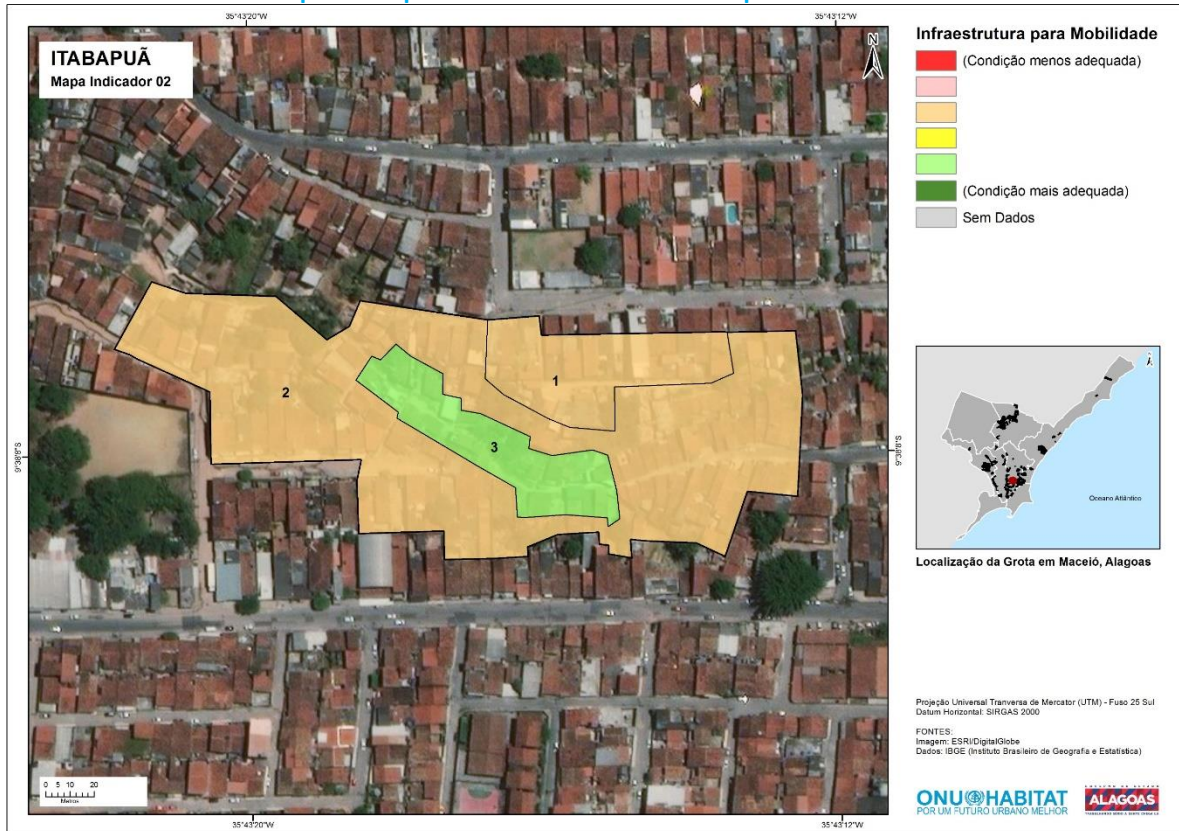 35°43'20"W
35°43'12"W
ITABAPUÃ
Mapa Indicador 02
N
Infraestrutura para Mobilidade
(Condição menos adequada)
(Condição mais adequada)
Sem Dados
1
2
3
9°38'8"S
9°38'8"S
Oceano Atlântico
Localização da Grota em Maceió, Alagoas
Projeção Universal Tranversa de Mercator (UTM) - Fuso 25 Sul
Datum Horizontal: SIRGAS 2000
FONTES:
Imagem: ESRI/DigitalGlobe
Dados: IBGE (Instituto Brasileiro de Geografia e Estatística)
0 5 10 20
Metros
ONU HABITAT
POR UM FUTURO URBANO MELHOR
ALAGOAS
35°43'20"W
35°43'12"W